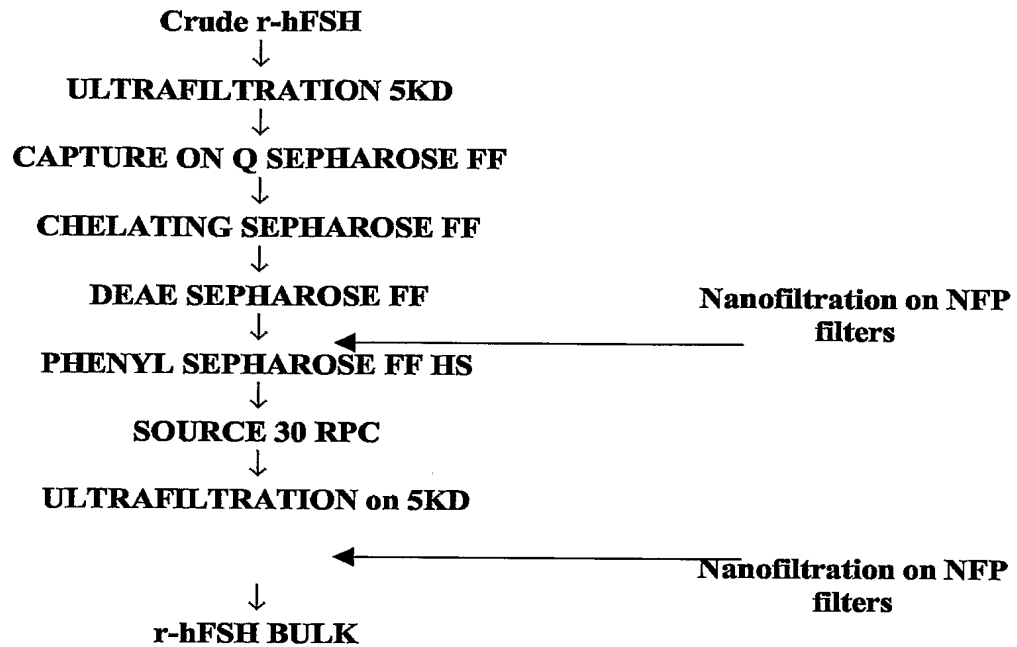 Crude r-hFSH
↓
ULTRAFILTRATION 5KD
↓
CAPTURE ON Q SEPHAROSE FF
↓
CHELATING SEPHAROSE FF
↓
DEAE SEPHAROSE FF
↓
Nanofiltration on NFP
filters
PHENYL SEPHAROSE FF HS
↓
SOURCE 30 RPC
↓
ULTRAFILTRATION on 5KD
Nanofiltration on NFP
filters
↓
r-hFSH BULK